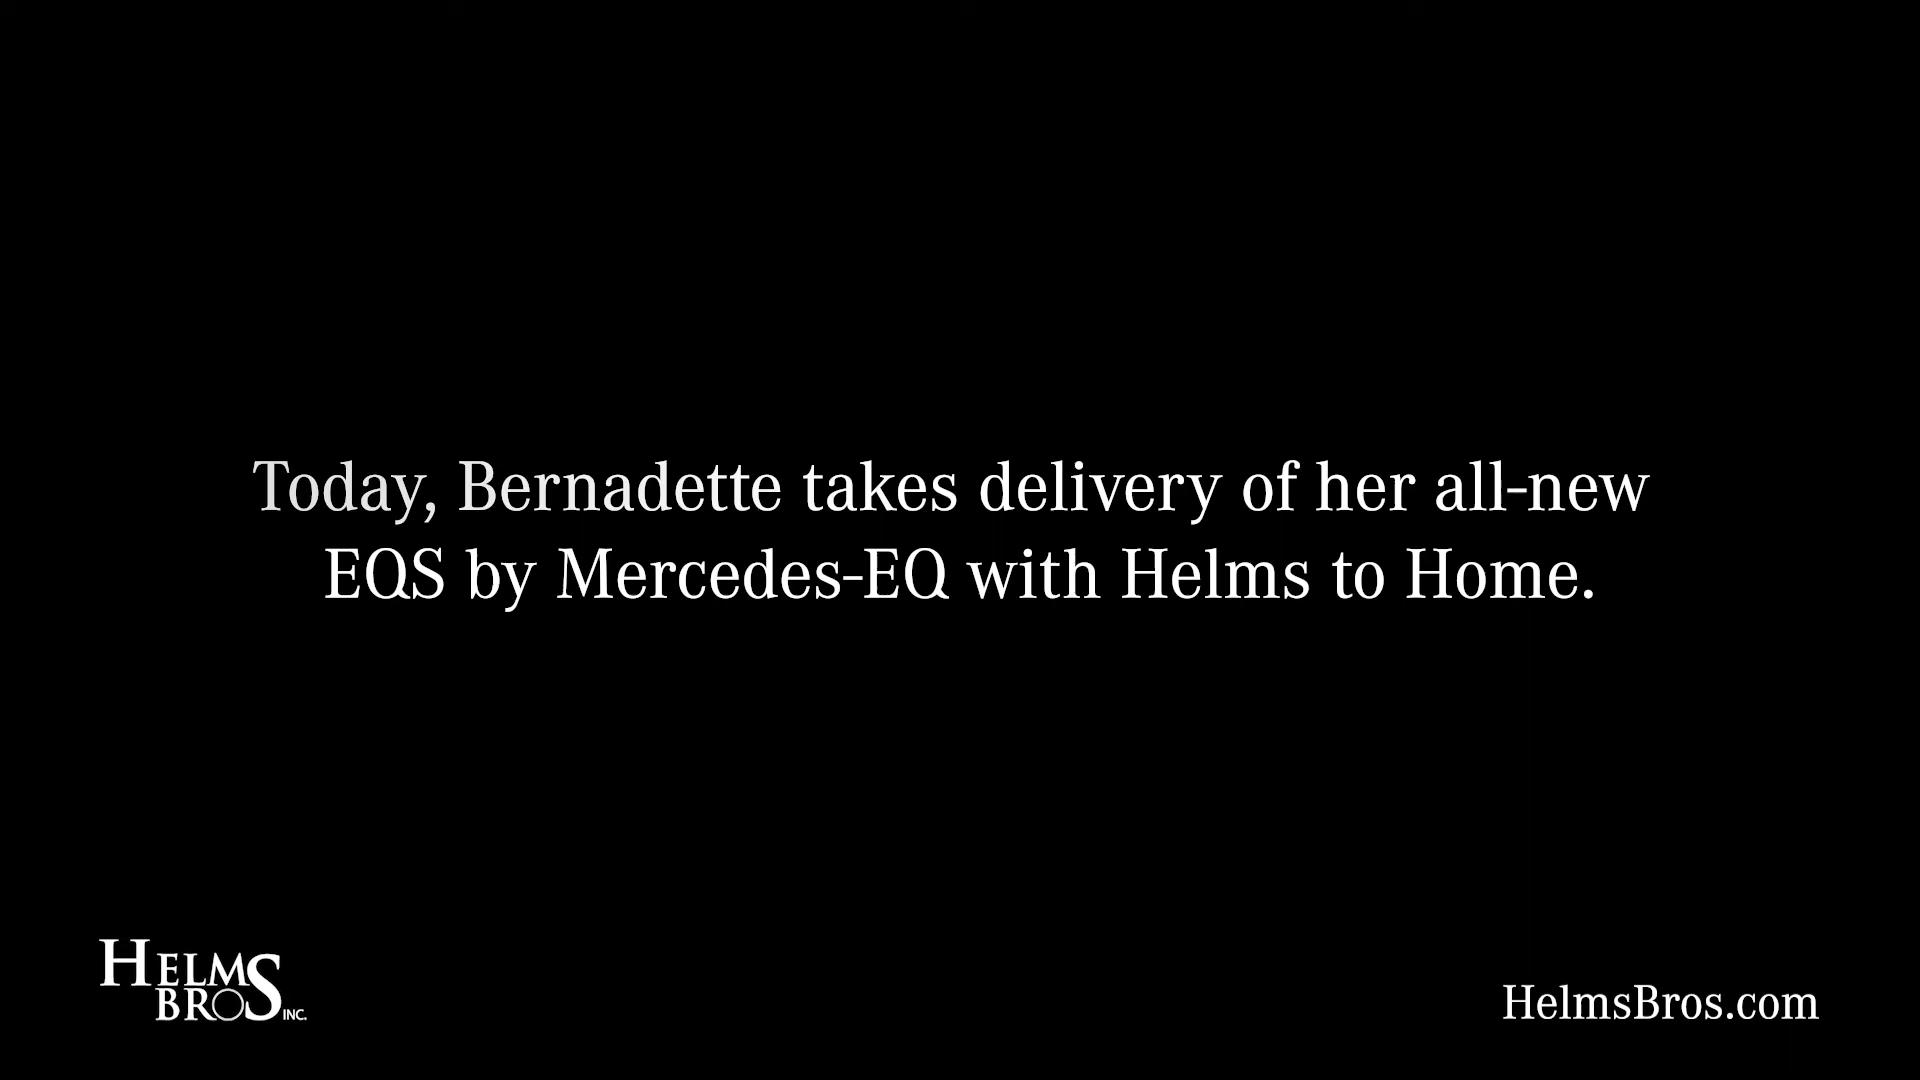 Today, Bernadette takes delivery of her all-new
EQS by Mercedes-EQ with Helms to Home.
HELMS
BROS INC.
HelmsBros.com